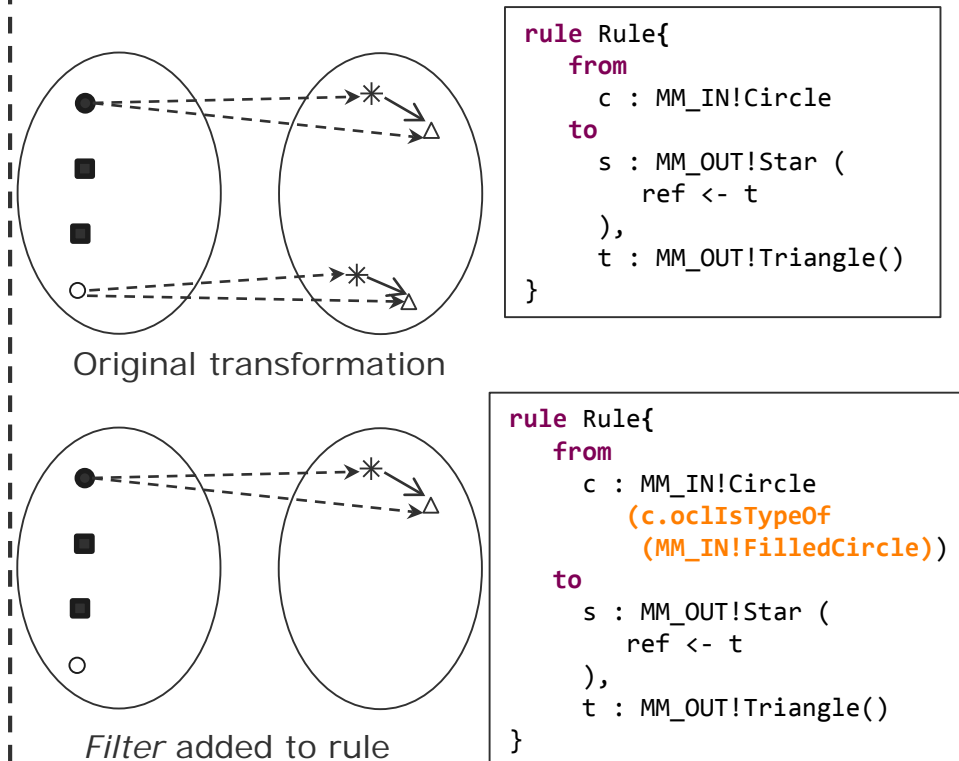 rule Rule{
from
c : MM_IN!Circle
to
s : MM_OUT!Star (
ref <- t
),
t : MM_OUT!Triangle()
}
Original transformation
rule Rule{
from
c : MM_IN!Circle
(c.oclIsTypeOf
(MM_IN!FilledCircle))
to
s : MM_OUT!Star (
ref <- t
),
t : MM_OUT!Triangle()
}
Filter added to rule